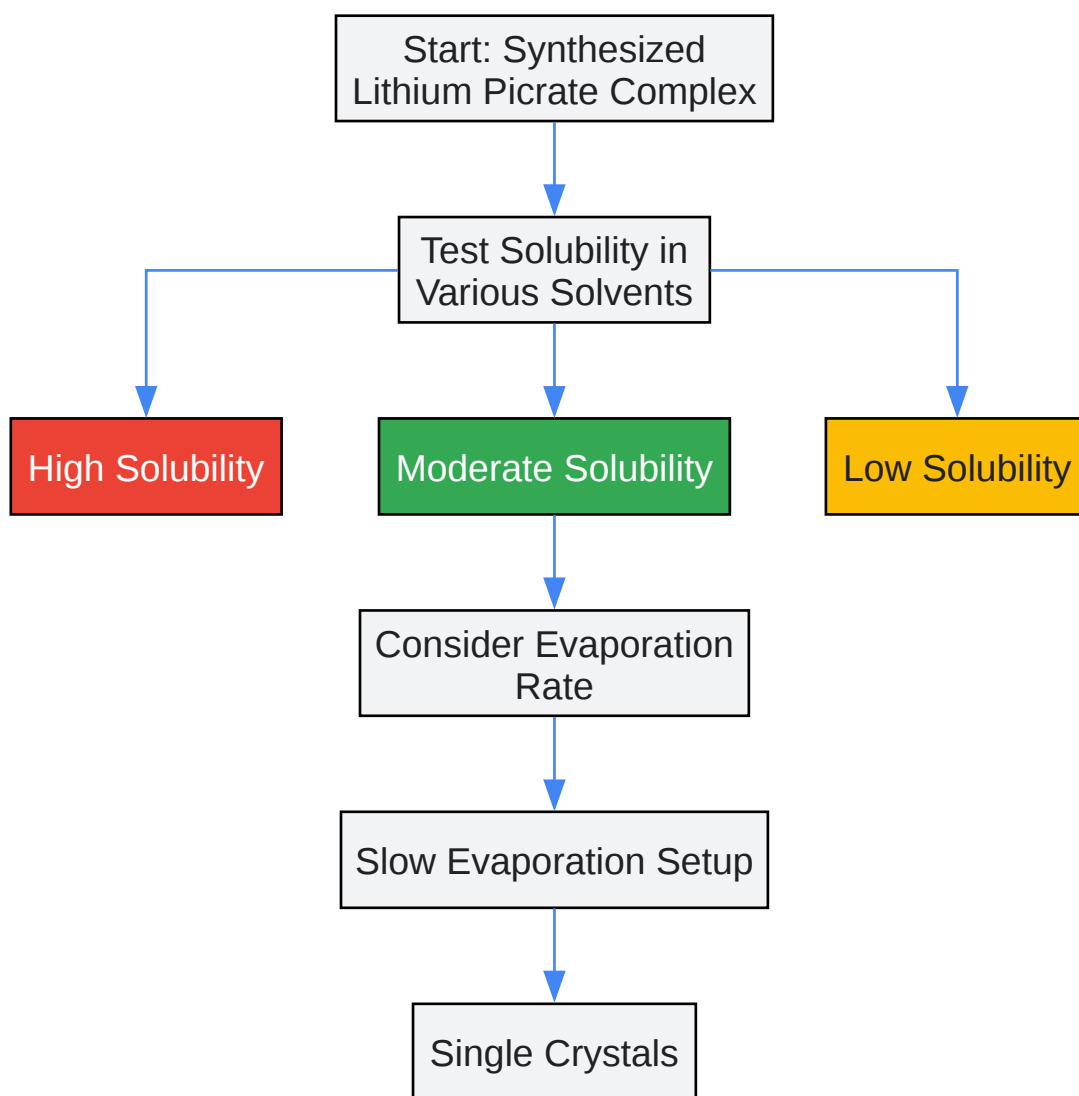 Start: Synthesized
Lithium Picrate Complex
Test Solubility in
Various Solvents
High Solubility
Moderate Solubility
Low Solubility
Consider Evaporation
Rate
Slow Evaporation Setup
Single Crystals